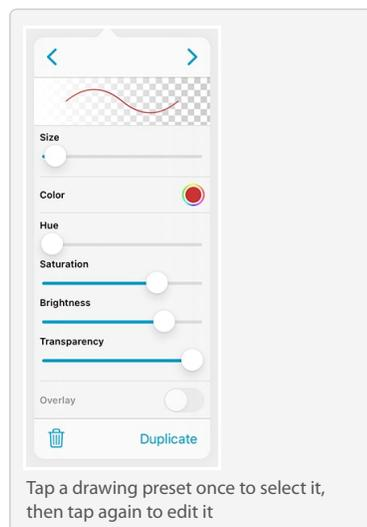 Size
Color
Hue
Saturation
Brightness
Transparency
Overlay
Duplicate
Tap a drawing preset once to select it,
then tap again to edit it